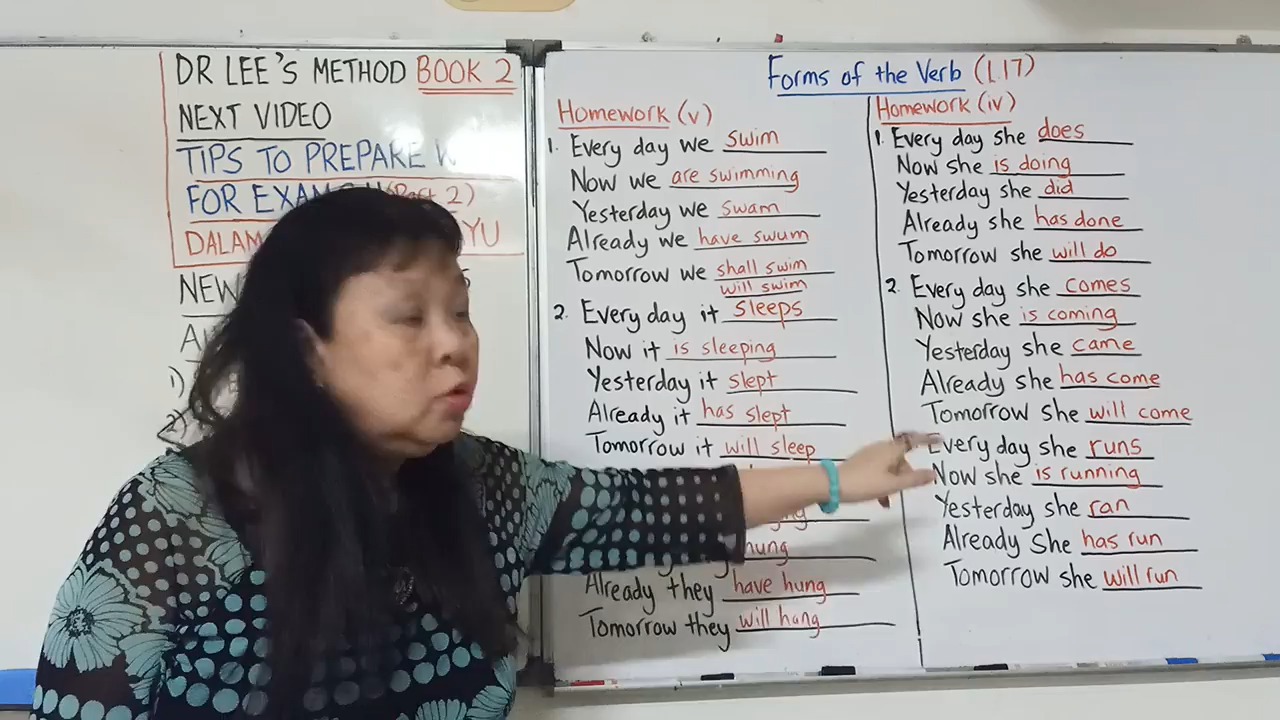 DR LEE'S METHOD BOOK 2
NEXT VIDEO
TIPS TO PREPARE
FOR (Part 2)
DALAM
NEW
1)
2)
Forms of the Verb (L17)
Homework (v)
1. Every day we swim
Now we are swimming
Yesterday we swam
Already we have swum
Tomorrow we shall swim
will swim
2. Every day it sleeps
Now it is sleeping
Yesterday it slept
Already it has slept
Tomorrow it will sleep
hung
Already they have hung
Tomorrow they will hang
Homework (iv)
1. Every day she does
Now she is doing
Yesterday she did
Already she has done
Tomorrow she will do
2. Every day she comes
Now she is coming
Yesterday she came
Already she has come
Tomorrow she will come
Every day she runs
Now she is running
Yesterday she ran
Already she has run
Tomorrow she will run